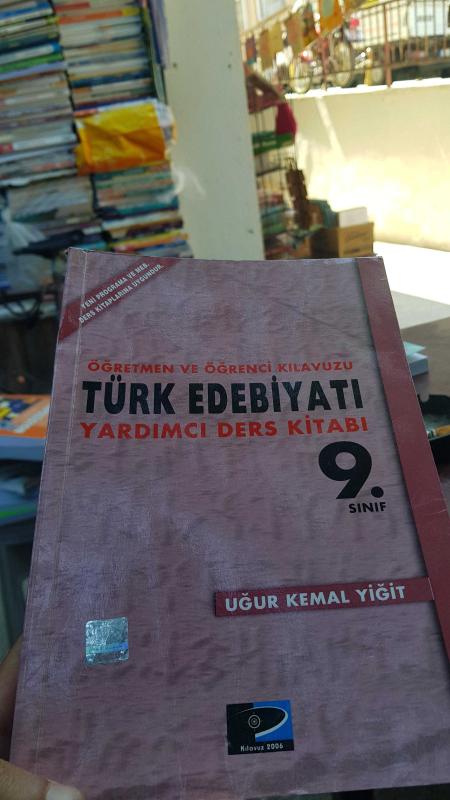 YENİ PROGRAMA VE MEB.
DERS KİTAPLARINA UYGUNDUR
ÖĞRETMEN VE ÖĞRENCİ KILAVUZU
TÜRK EDEBİYATI
YARDIMCI DERS KİTABI
9.
SINIF
UĞUR KEMAL YİĞİT
Kılavuz 2006